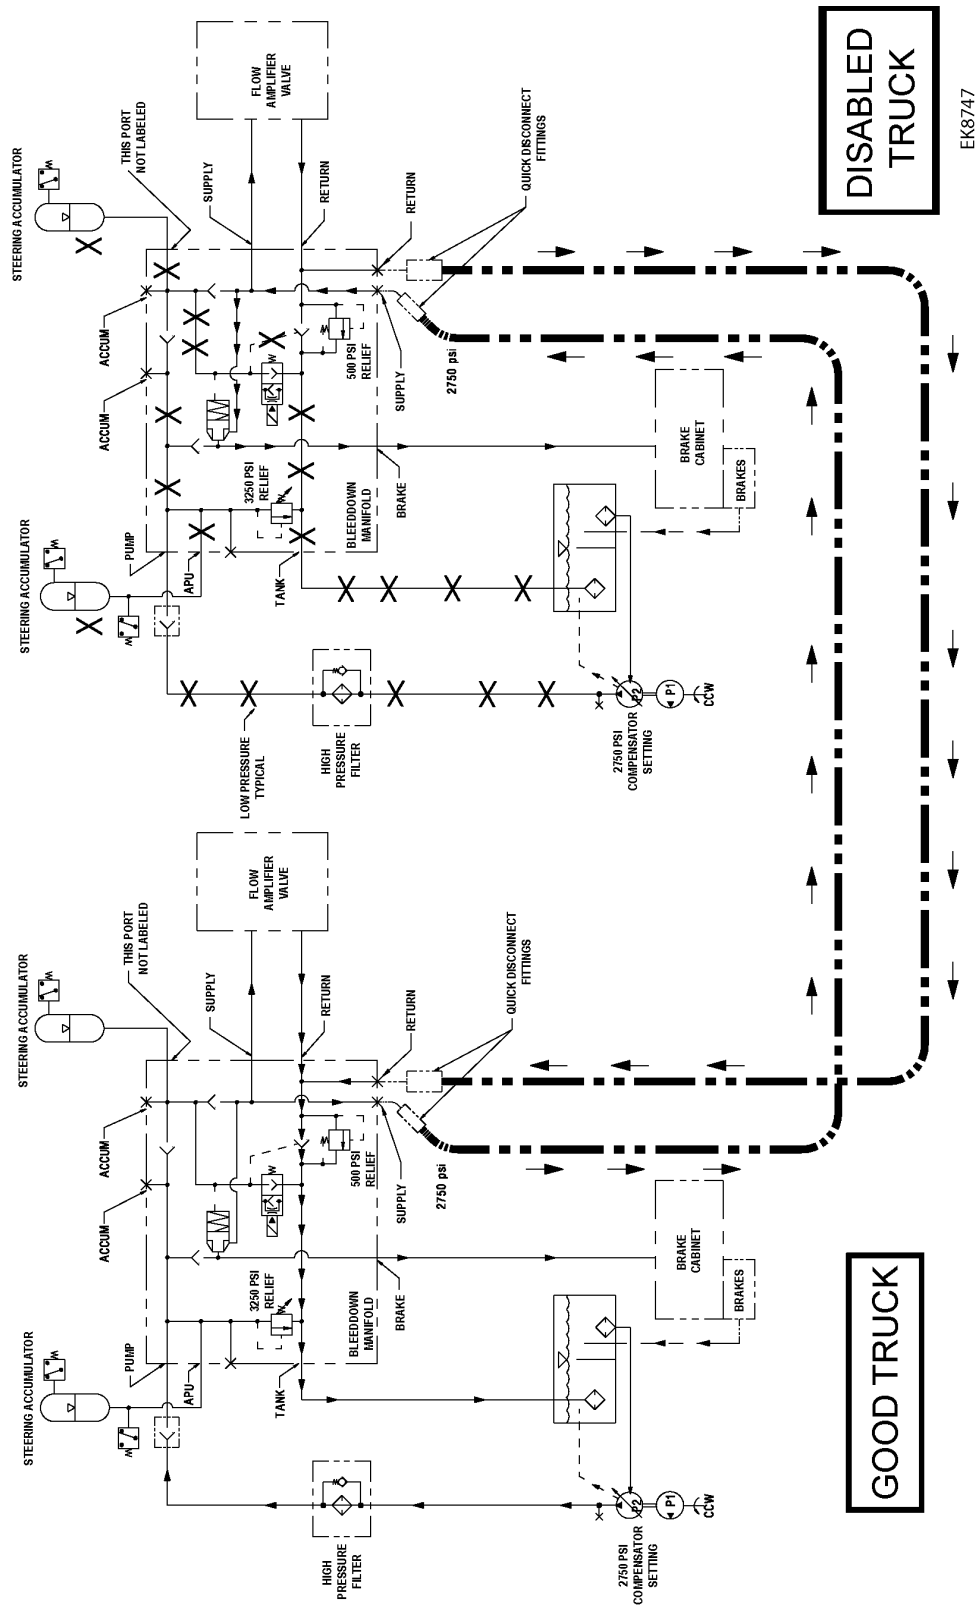 STEERING ACCUMULATOR
W
STEERING ACCUMULATOR
W
W
ACCUM
ACCUM
THIS PORT
NOT LABELED
SUPPLY
RETURN
FLOW
AMPLIFIER
VALVE
PUMP
APU
TANK
3250 PSI
RELIEF
W
W
500 PSI
RELIEF
W
BLEEDDOWN
MANIFOLD
BRAKE
SUPPLY
2750 psi
RETURN
QUICK DISCONNECT
FITTINGS
HIGH
PRESSURE
FILTER
W
BRAKE
CABINET
BRAKES
2750 PSI
COMPENSATOR
SETTING
P2
P1
CCW
GOOD TRUCK
STEERING ACCUMULATOR
W
STEERING ACCUMULATOR
W
W
ACCUM
ACCUM
THIS PORT
NOT LABELED
SUPPLY
RETURN
FLOW
AMPLIFIER
VALVE
PUMP
APU
TANK
3250 PSI
RELIEF
W
W
500 PSI
RELIEF
W
BLEEDDOWN
MANIFOLD
BRAKE
SUPPLY
2750 psi
RETURN
QUICK DISCONNECT
FITTINGS
LOW PRESSURE
TYPICAL
HIGH
PRESSURE
FILTER
W
BRAKE
CABINET
BRAKES
2750 PSI
COMPENSATOR
SETTING
P2
P1
CCW
DISABLED
TRUCK
EK8747